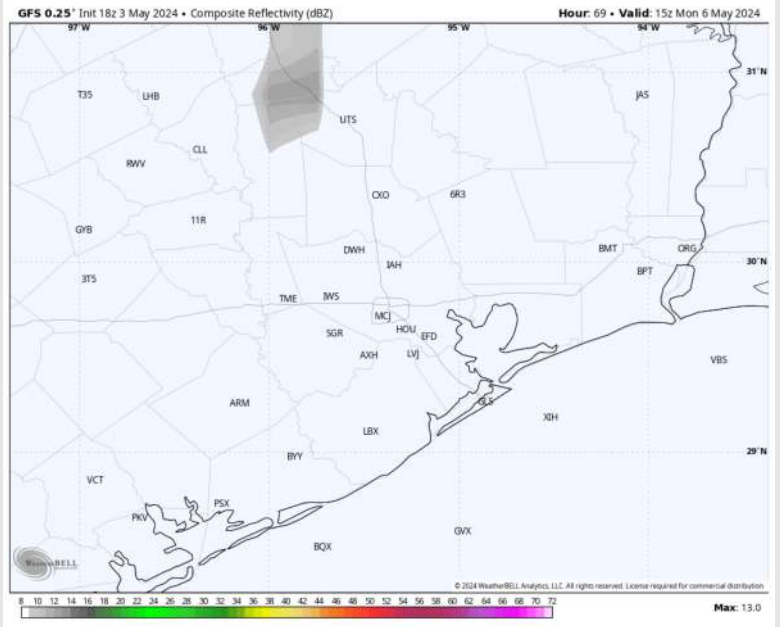 GFS 0.25° Init 18z 3 May 2024 • Composite Reflectivity (dBZ)
Hour: 69 • Valid: 15z Mon 6 May 2024
97°W 96°W 95°W 94°W
31°N
T35 LHB JAS
UTS
CLL
RWV
CXO 6R3
11R
GYB
DWH BMT ORG
30°N
IAH
BPT
3T5
TME IWS
MCJ
HOU
SGR EFD
AXH LVJ
VBS
ARM GLS
XIH
LBX
29°N
BYY
VCT
PSX
PKV
GVX
BQX
WeatherBELL
© 2024 WeatherBELL Analytics, LLC. All rights reserved. License required for commercial distribution
8 10 12 14 16 18 20 22 24 26 28 30 32 34 36 38 40 42 44 46 48 50 52 54 56 58 60 62 64 66 68 70 72
Max: 13.0